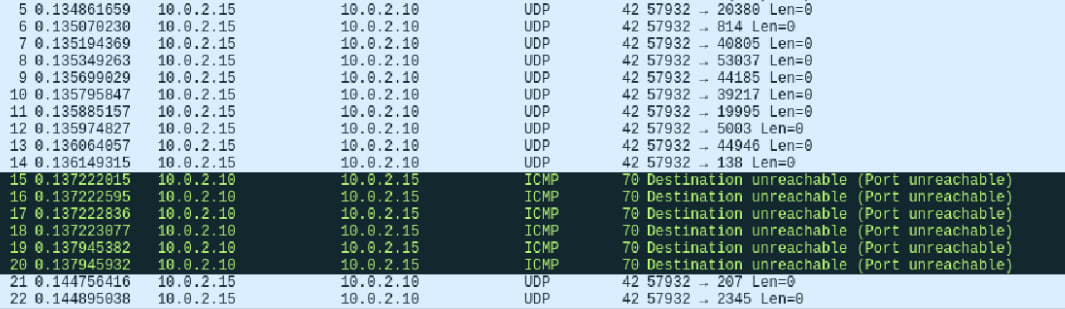 5 0.134861659 10.0.2.15 10.0.2.10 UDP 42 57932 → 20380 Len=0
6 0.135070230 10.0.2.15 10.0.2.10 UDP 42 57932 → 814 Len=0
7 0.135194369 10.0.2.15 10.0.2.10 UDP 42 57932 → 40805 Len=0
8 0.135349263 10.0.2.15 10.0.2.10 UDP 42 57932 → 53037 Len=0
9 0.135699029 10.0.2.15 10.0.2.10 UDP 42 57932 → 44185 Len=0
10 0.135795847 10.0.2.15 10.0.2.10 UDP 42 57932 → 39217 Len=0
11 0.135885157 10.0.2.15 10.0.2.10 UDP 42 57932 → 19995 Len=0
12 0.135974827 10.0.2.15 10.0.2.10 UDP 42 57932 → 5003 Len=0
13 0.136064057 10.0.2.15 10.0.2.10 UDP 42 57932 → 44946 Len=0
14 0.136149315 10.0.2.15 10.0.2.10 UDP 42 57932 → 138 Len=0
15 0.137222015 10.0.2.10 10.0.2.15 ICMP 70 Destination unreachable (Port unreachable)
16 0.137222595 10.0.2.10 10.0.2.15 ICMP 70 Destination unreachable (Port unreachable)
17 0.137222836 10.0.2.10 10.0.2.15 ICMP 70 Destination unreachable (Port unreachable)
18 0.137223077 10.0.2.10 10.0.2.15 ICMP 70 Destination unreachable (Port unreachable)
19 0.137945382 10.0.2.10 10.0.2.15 ICMP 70 Destination unreachable (Port unreachable)
20 0.137945932 10.0.2.10 10.0.2.15 ICMP 70 Destination unreachable (Port unreachable)
21 0.144756416 10.0.2.15 10.0.2.10 UDP 42 57932 → 207 Len=0
22 0.144895038 10.0.2.15 10.0.2.10 UDP 42 57932 → 2345 Len=0